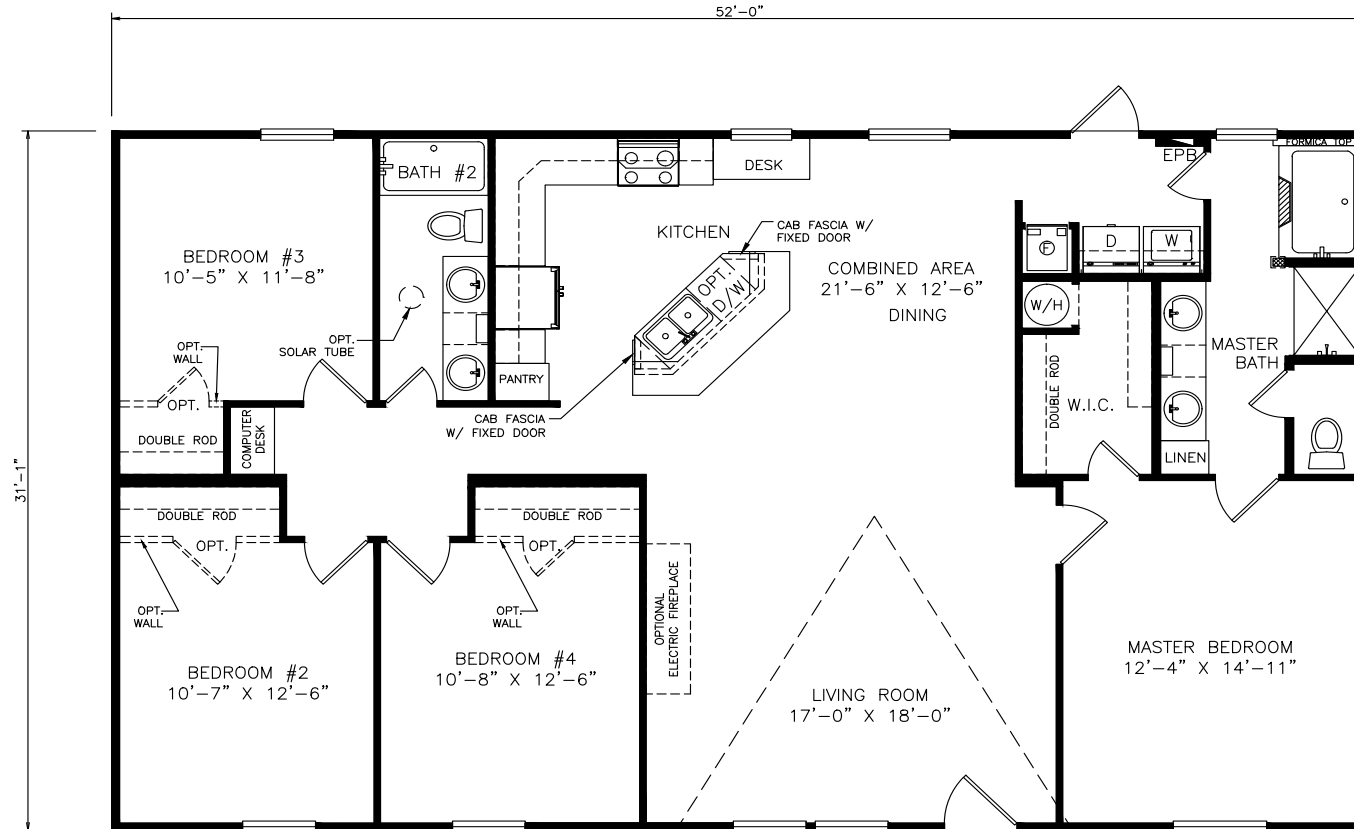 52'-0"
31'-1"
BEDROOM #3
10'-5" X 11'-8"
OPT.
WALL
OPT.
DOUBLE ROD
COMPUTER
DESK
BATH #2
OPT.
SOLAR TUBE
PANTRY
DESK
KITCHEN
CAB FASCIA W/
FIXED DOOR
OPT.
D/W
CAB FASCIA
W/ FIXED DOOR
COMBINED AREA
21'-6" X 12'-6"
DINING
EPB
F
D
W
W/H
DOUBLE ROD
W.I.C.
FORMICA TOP
MASTER
BATH
LINEN
DOUBLE ROD
OPT.
OPT.
WALL
BEDROOM #2
10'-7" X 12'-6"
DOUBLE ROD
OPT.
OPT.
WALL
BEDROOM #4
10'-8" X 12'-6"
OPTIONAL
ELECTRIC FIREPLACE
LIVING ROOM
17'-0" X 18'-0"
MASTER BEDROOM
12'-4" X 14'-11"